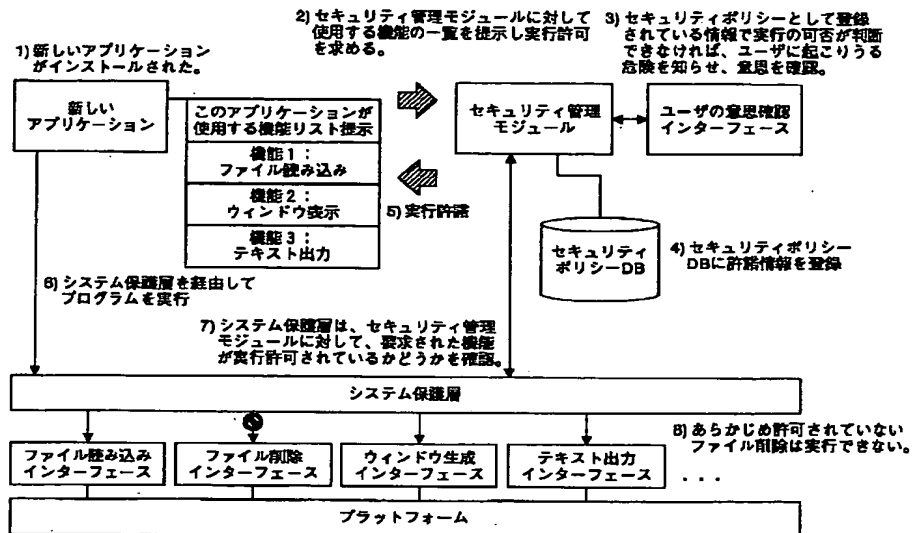 1) 新しいアプリケーション
がインストールされた。
2) セキュリティ管理モジュールに対して
使用する機能の一覧を提示し実行許可
を求める。
3) セキュリティポリシーとして登録
されている情報で実行の可否が判断
できなければ、ユーザに起こりうる
危険を知らせ、意思を確認。
新しい
アプリケーション
このアプリケーションが
使用する機能リスト提示
機能1:
ファイル読み込み
機能2:
ウィンドウ表示
機能3:
テキスト出力
5) 実行許諾
セキュリティ管理
モジュール
ユーザの意思確認
インターフェース
セキュリティ
ポリシーDB
4) セキュリティポリシー
DBに許諾情報を登録
6) システム保護層を経由して
プログラムを実行
7) システム保護層は、セキュリティ管理
モジュールに対して、要求された機能
が実行許可されているかどうかを確認。
システム保護層
8) あらかじめ許可されていない
ファイル削除は実行できない。
ファイル読み込み
インターフェース
ファイル削除
インターフェース
ウィンドウ生成
インターフェース
テキスト出力
インターフェース
・・・
プラットフォーム